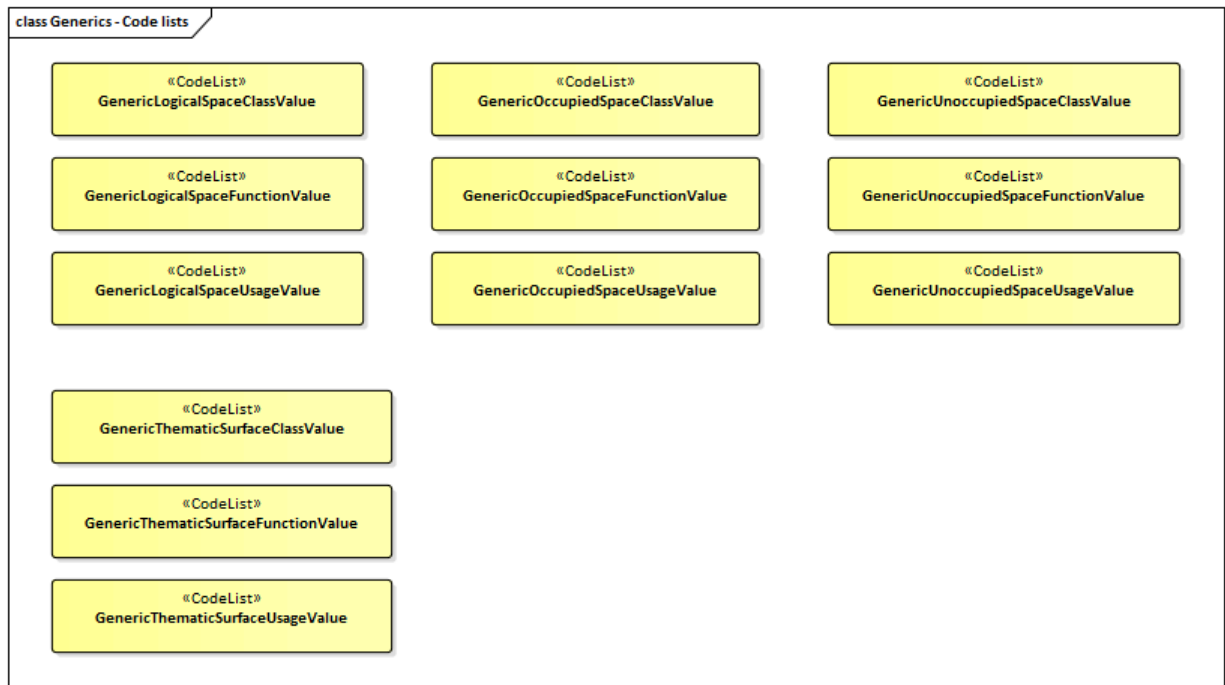 class Generics - Code lists
«CodeList»
GenericLogicalSpaceClassValue
«CodeList»
GenericOccupiedSpaceClassValue
«CodeList»
GenericUnoccupiedSpaceClassValue
«CodeList»
GenericLogicalSpaceFunctionValue
«CodeList»
GenericOccupiedSpaceFunctionValue
«CodeList»
GenericUnoccupiedSpaceFunctionValue
«CodeList»
GenericLogicalSpaceUsageValue
«CodeList»
GenericOccupiedSpaceUsageValue
«CodeList»
GenericUnoccupiedSpaceUsageValue
«CodeList»
GenericThematicSurfaceClassValue
«CodeList»
GenericThematicSurfaceFunctionValue
«CodeList»
GenericThematicSurfaceUsageValue